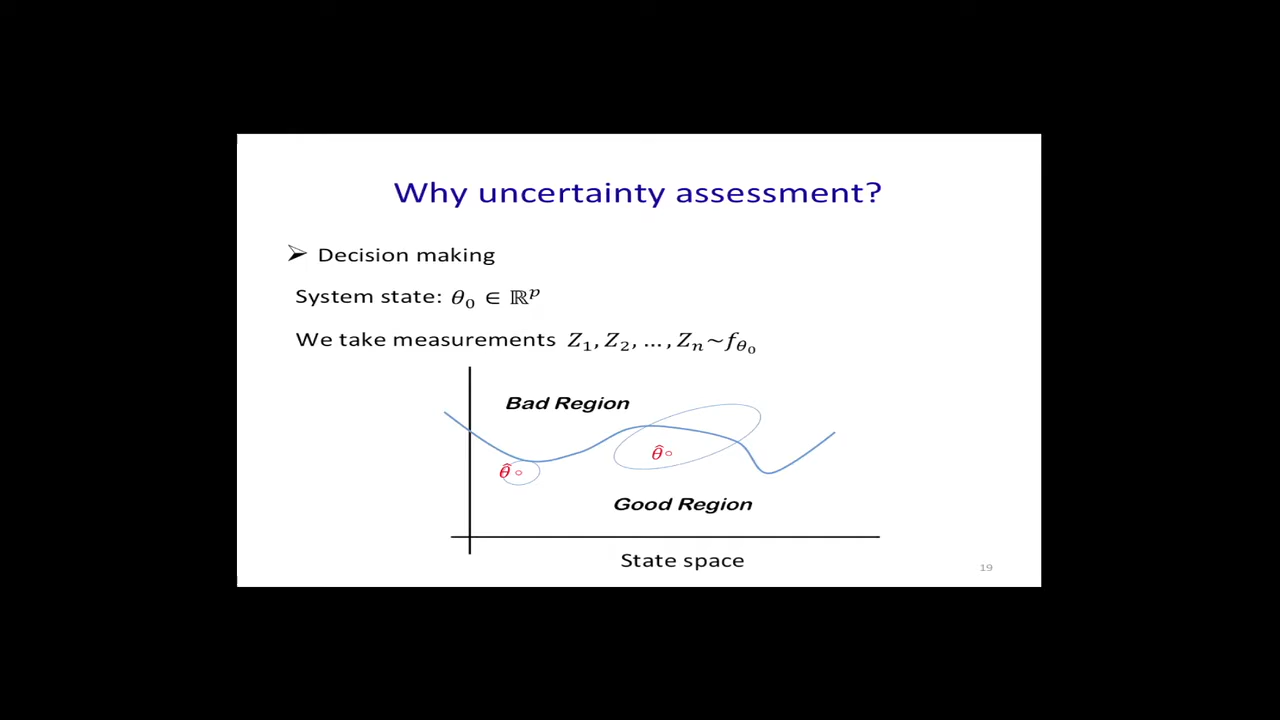 Why uncertainty assessment?
➢ Decision making
System state: θ₀ ∈ ℝᵖ
We take measurements Z₁, Z₂, … , Zₙ~f_θ₀
Bad Region
θ̂
θ̂
Good Region
State space
19